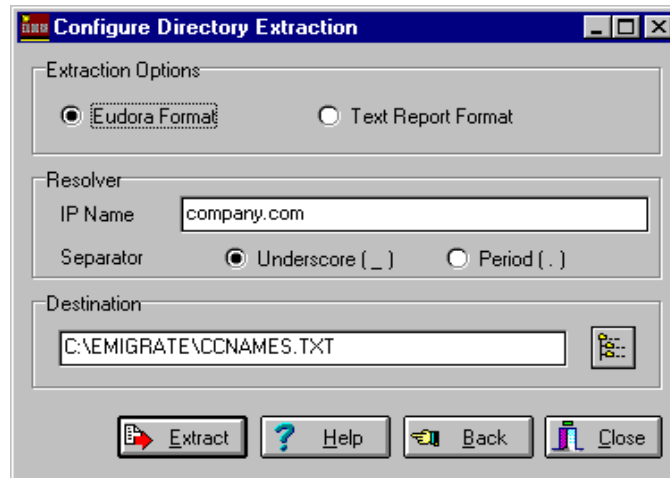 Configure Directory Extraction
Extraction Options
Eudora Format
Text Report Format
Resolver
IP Name
company.com
Separator
Underscore ( _ )
Period ( . )
Destination
C:\EMIGRATE\CCNAMES.TXT
Extract
Help
Back
Close